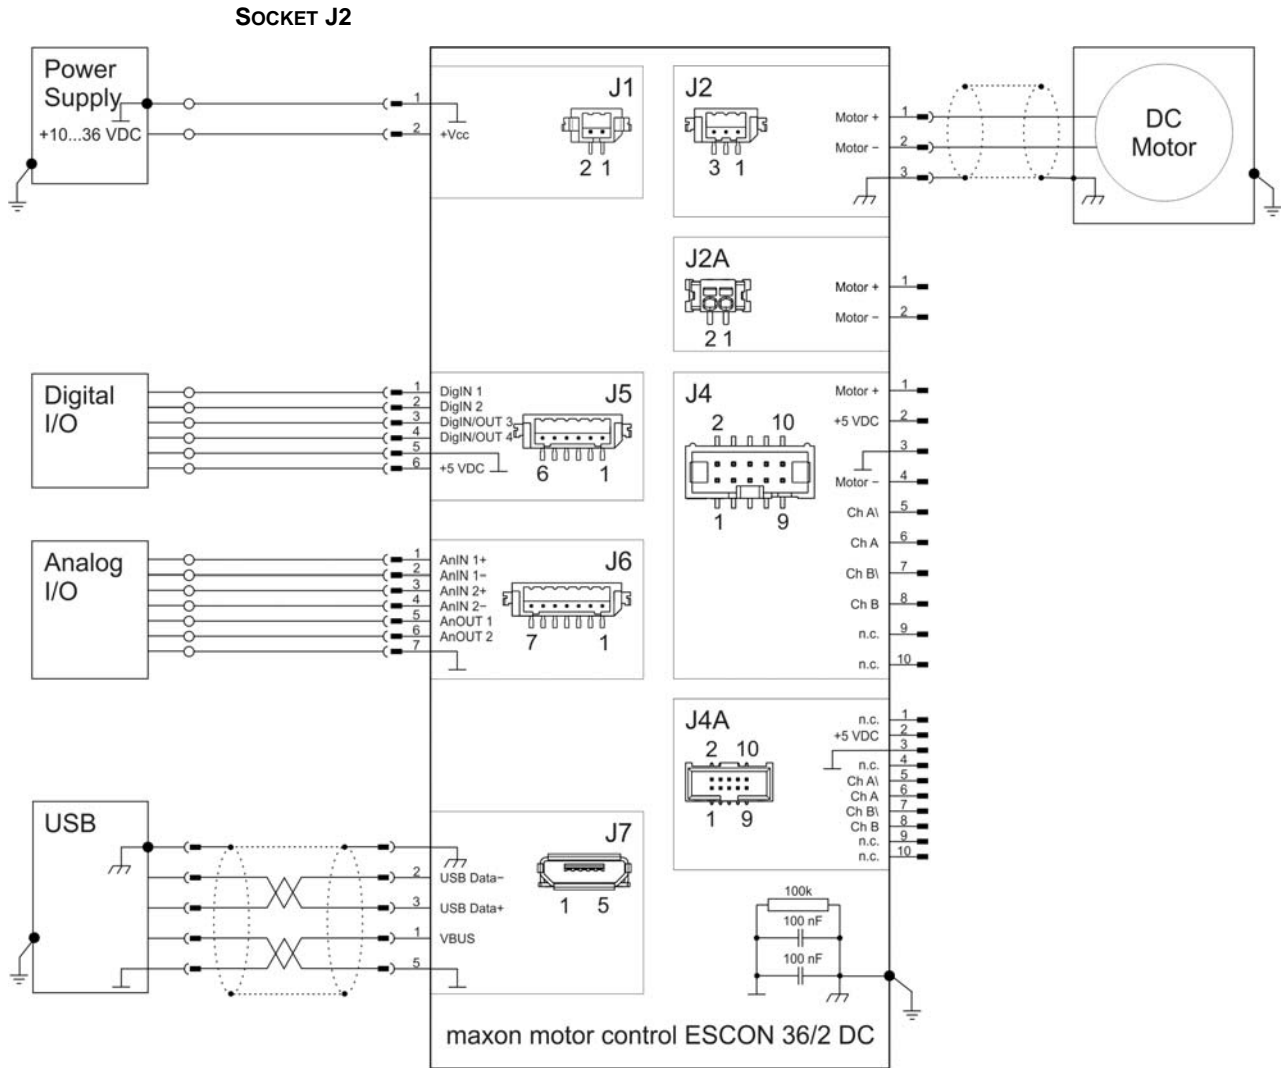 SOCKET J2
Power
Supply
+10...36 VDC
1
2
+Vcc
J1
2 1
J2
3 1
Motor +
Motor −
1
2
3
DC
Motor
J2A
2 1
Motor +
Motor −
1
2
Digital
I/O
1
2
3
4
5
6
DigIN 1
DigIN 2
DigIN/OUT 3
DigIN/OUT 4
+5 VDC
J5
6 1
J4
2 10
1 9
Motor +
+5 VDC
Motor −
Ch A\
Ch A
Ch B\
Ch B
n.c.
n.c.
1
2
3
4
5
6
7
8
9
10
Analog
I/O
1
2
3
4
5
6
7
AnIN 1+
AnIN 1−
AnIN 2+
AnIN 2−
AnOUT 1
AnOUT 2
J6
7 1
J4A
2 10
1 9
n.c.
+5 VDC
n.c.
Ch A\
Ch A
Ch B\
Ch B
n.c.
n.c.
1
2
3
4
5
6
7
8
9
10
USB
2
3
1
5
USB Data−
USB Data+
VBUS
J7
1 5
100k
100 nF
100 nF
maxon motor control ESCON 36/2 DC